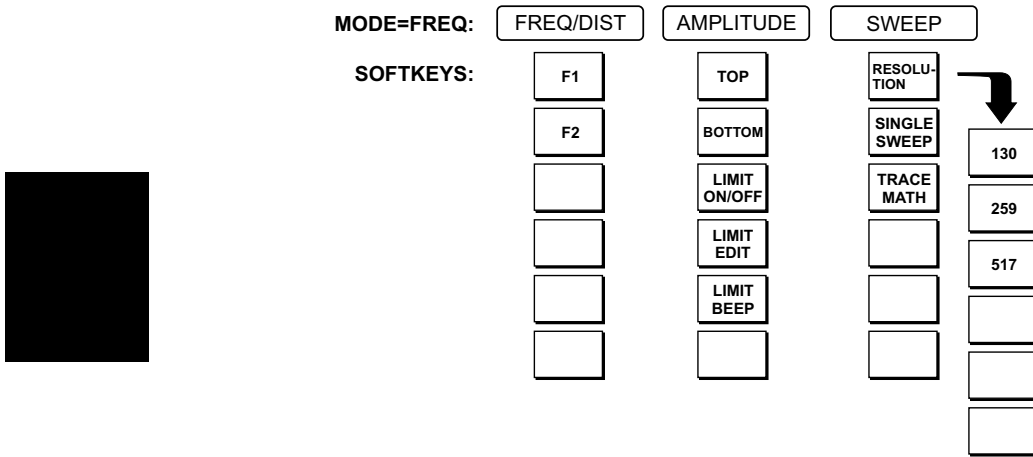 MODE=FREQ: FREQ/DIST AMPLITUDE SWEEP
SOFTKEYS:
F1
F2
TOP
BOTTOM
LIMIT
ON/OFF
LIMIT
EDIT
LIMIT
BEEP
RESOLU-
TION
SINGLE
SWEEP
TRACE
MATH
130
259
517